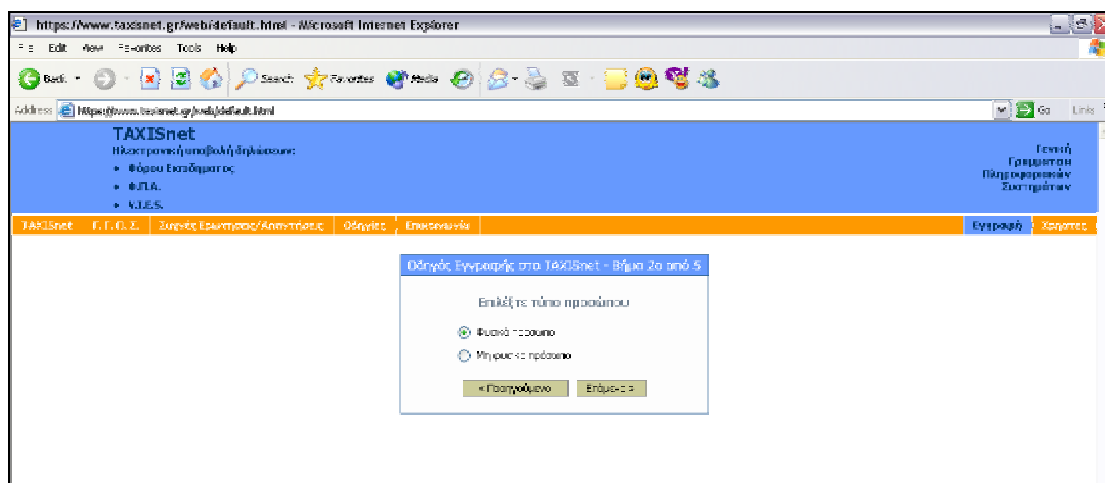 https://www.taxisnet.gr/web/default.html - Microsoft Internet Explorer
File Edit View Favorites Tools Help
Back Search Favorites Media
Address https://www.taxisnet.gr/web/default.html Go Links
TAXISnet
Ηλεκτρονική υποβολή δηλώσεων:
• Φόρου Εισοδήματος
• Φ.Π.Α.
• V.I.E.S.
Γενική
Γραμματεία
Πληροφοριακών
Συστημάτων
TAXISnet Γ.Γ.Π.Σ. Συχνές Ερωτήσεις/Απαντήσεις Οδηγίες Επικοινωνία Εγγραφή Χρήστες
Οδηγός Εγγραφής στο TAXISnet - Βήμα 2ο από 5
Επιλέξτε τύπο προσώπου
Φυσικό πρόσωπο
Μη φυσικό πρόσωπο
< Προηγούμενο Επόμενο >